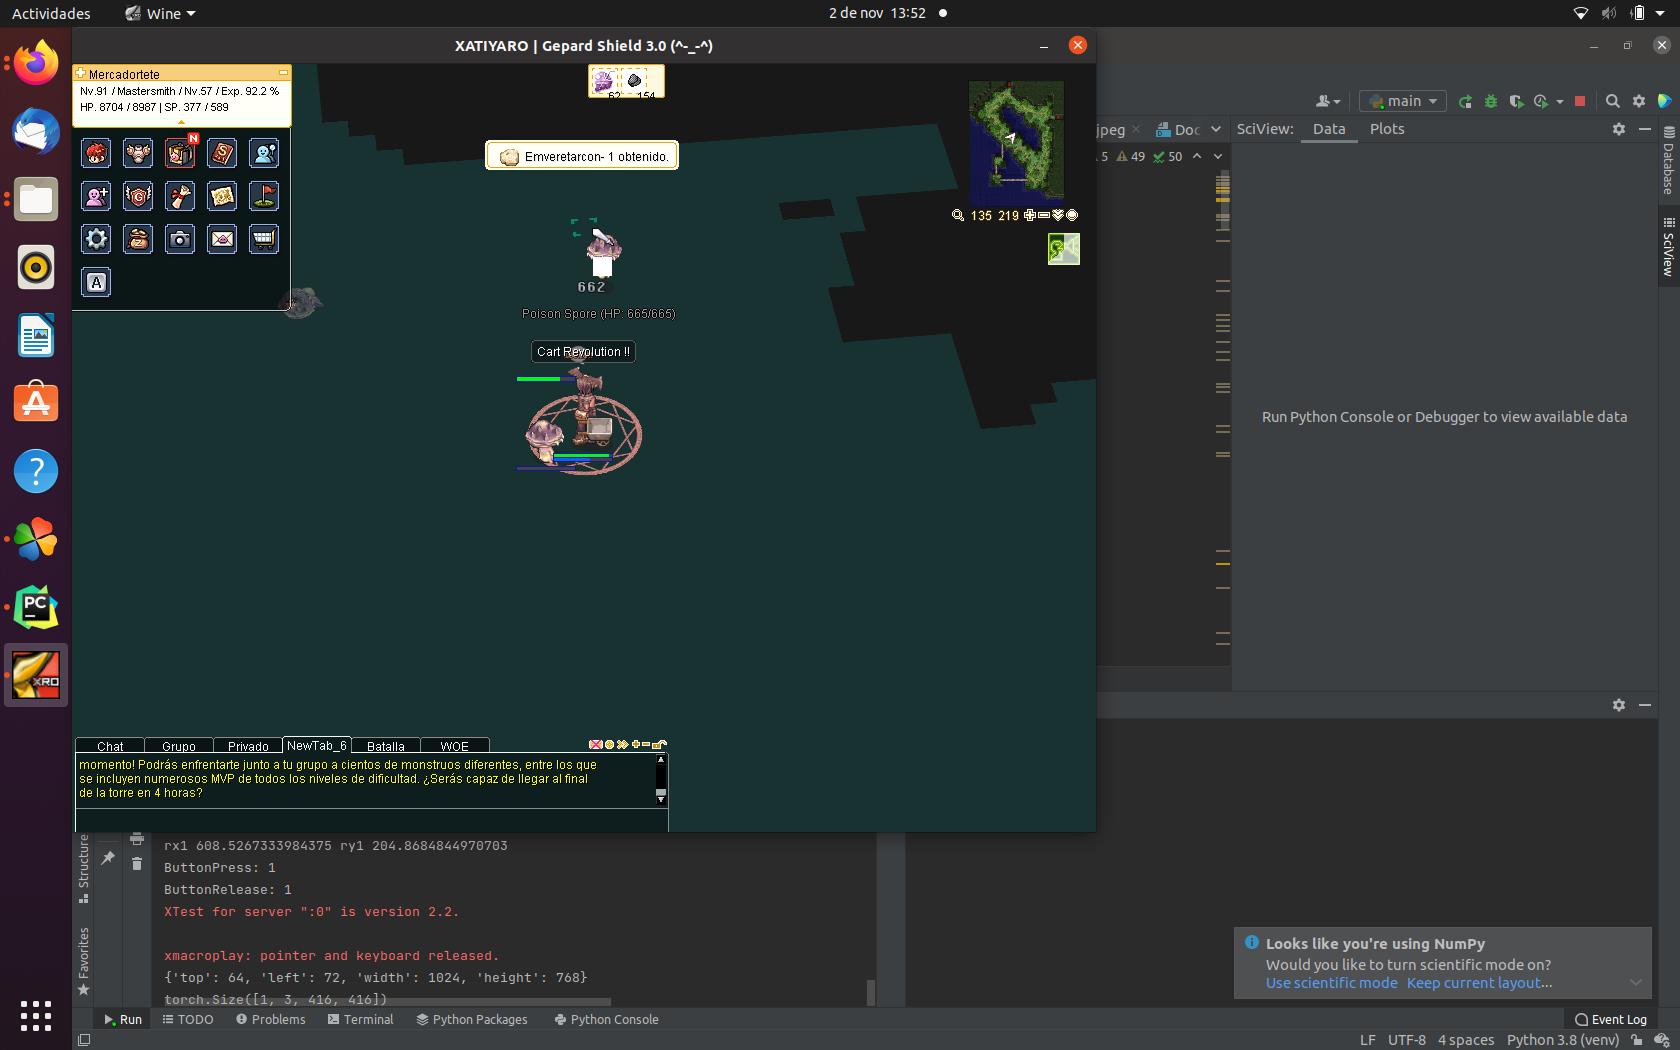 Actividades
Wine
2 de nov 13:52
XATIYARO | Gepard Shield 3.0 (^-_-^)
Mercadortete
Nv.91 / Mastersmith / Nv.57 / Exp. 92.2 %
HP. 8704 / 8987 | SP. 377 / 589
N
A
62
154
Emveretarcon- 1 obtenido.
135 219
662
Poison Spore (HP: 665/665)
Cart Revolution !!
Chat
Grupo
Privado
NewTab_6
Batalla
WOE
momento! Podrás enfrentarte junto a tu grupo a cientos de monstruos diferentes, entre los que
se incluyen numerosos MVP de todos los niveles de dificultad. ¿Serás capaz de llegar al final
de la torre en 4 horas?
main
jpeg
Doc
SciView:
Data
Plots
5
49
50
Database
SciView
Run Python Console or Debugger to view available data
PC
XRO
Structure
Favorites
rx1 608.5267333984375 ry1 204.8684844970703
ButtonPress: 1
ButtonRelease: 1
XTest for server ":0" is version 2.2.
xmacroplay: pointer and keyboard released.
{'top': 64, 'left': 72, 'width': 1024, 'height': 768}
torch.Size([1, 3, 416, 416])
Looks like you're using NumPy
Would you like to turn scientific mode on?
Use scientific mode Keep current layout...
Run
TODO
Problems
Terminal
Python Packages
Python Console
Event Log
LF UTF-8 4 spaces Python 3.8 (venv)